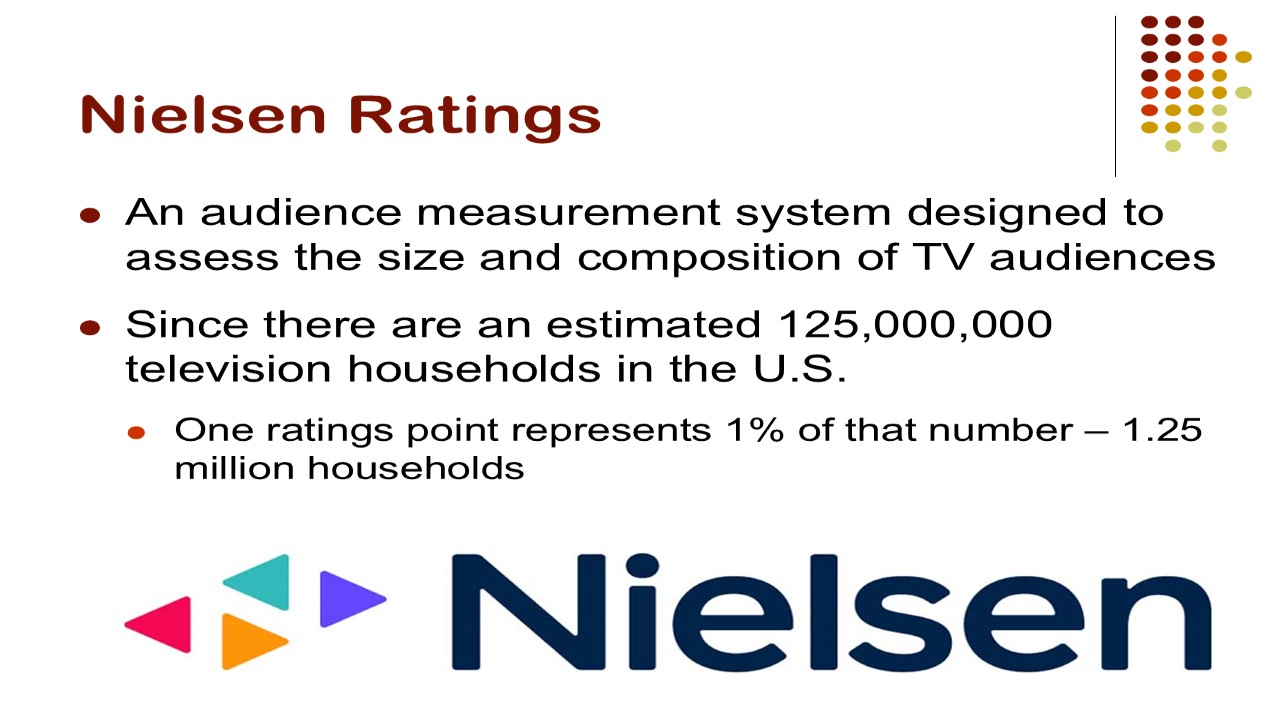 Nielsen Ratings
An audience measurement system designed to
assess the size and composition of TV audiences
Since there are an estimated 125,000,000
television households in the U.S.
One ratings point represents 1% of that number – 1.25
million households
Nielsen